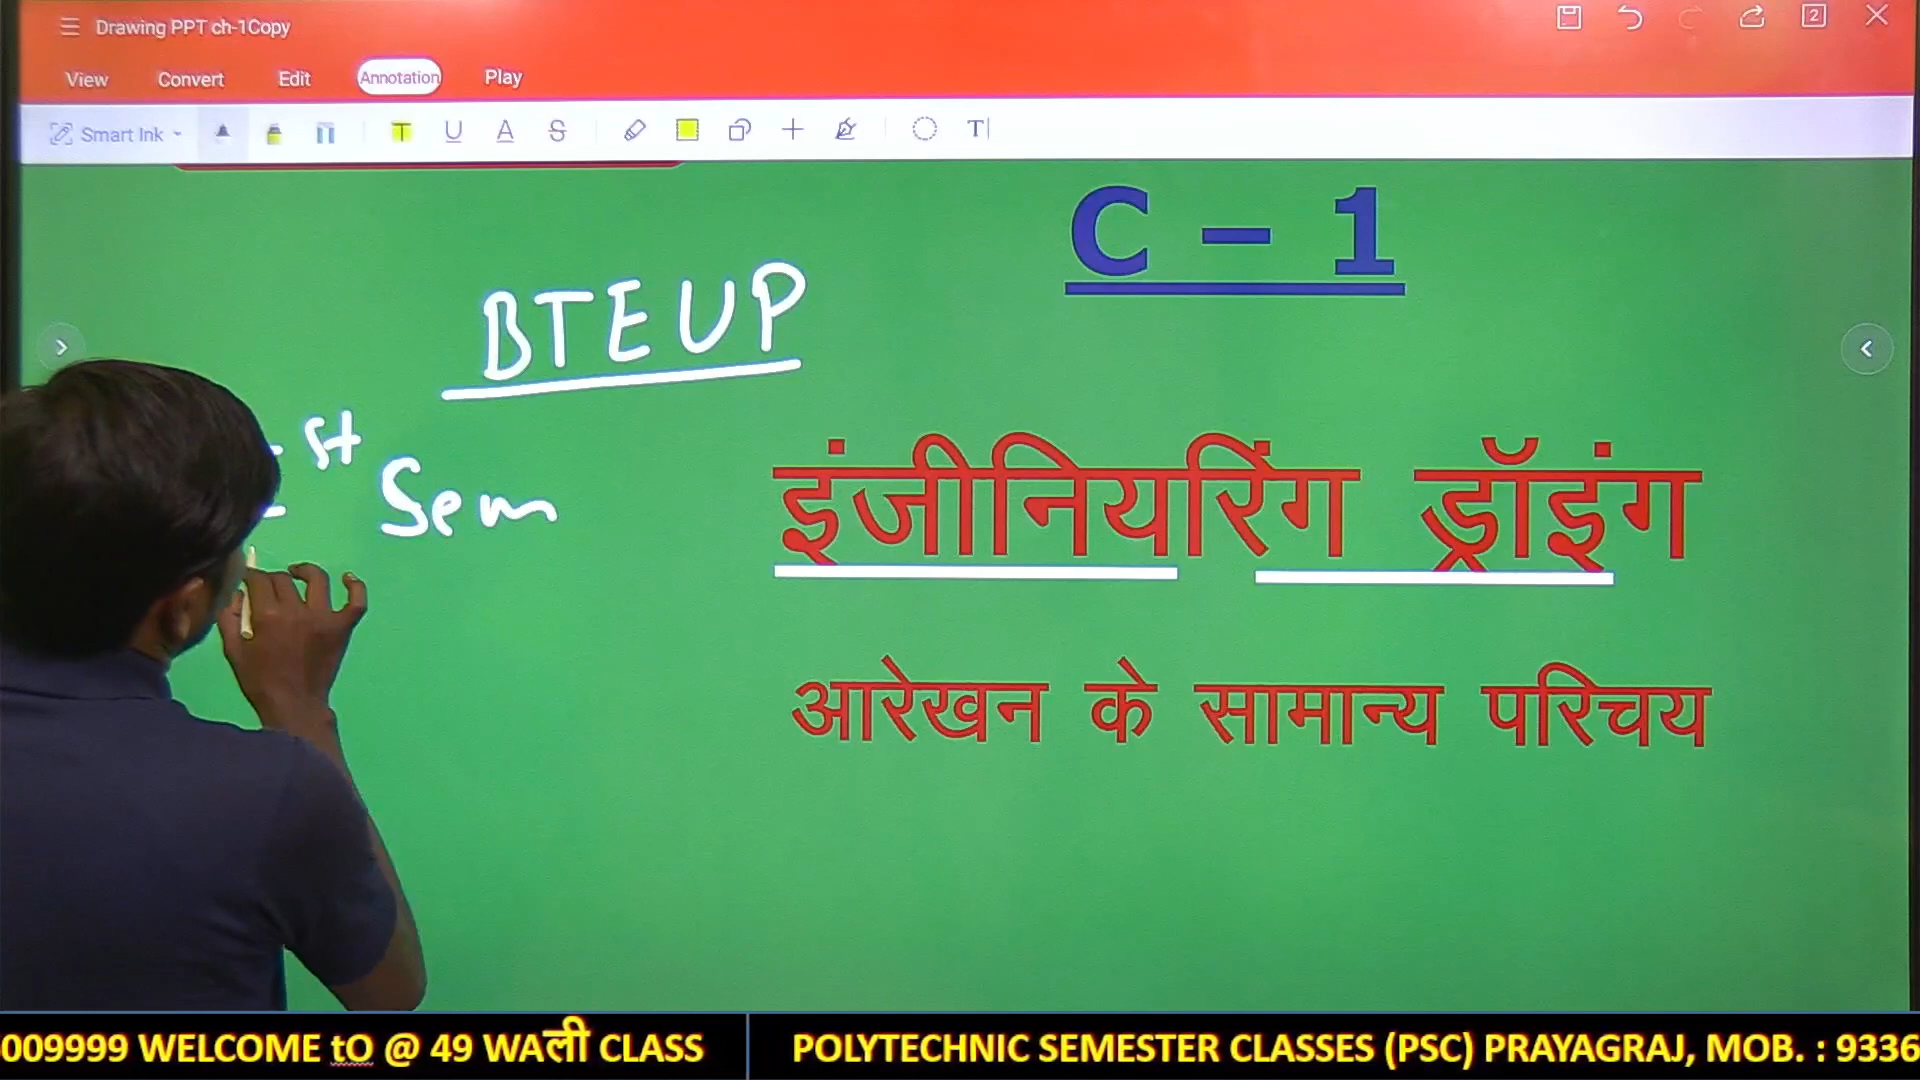 Drawing PPT ch-1Copy
2
View Convert Edit Annotation Play
Smart Ink T U A S T
C – 1
BTEUP
st
Sem
इंजीनियरिंग ड्रॉइंग
आरेखन के सामान्य परिचय
009999 WELCOME tO @ 49 WAली CLASS
POLYTECHNIC SEMESTER CLASSES (PSC) PRAYAGRAJ, MOB. : 9336